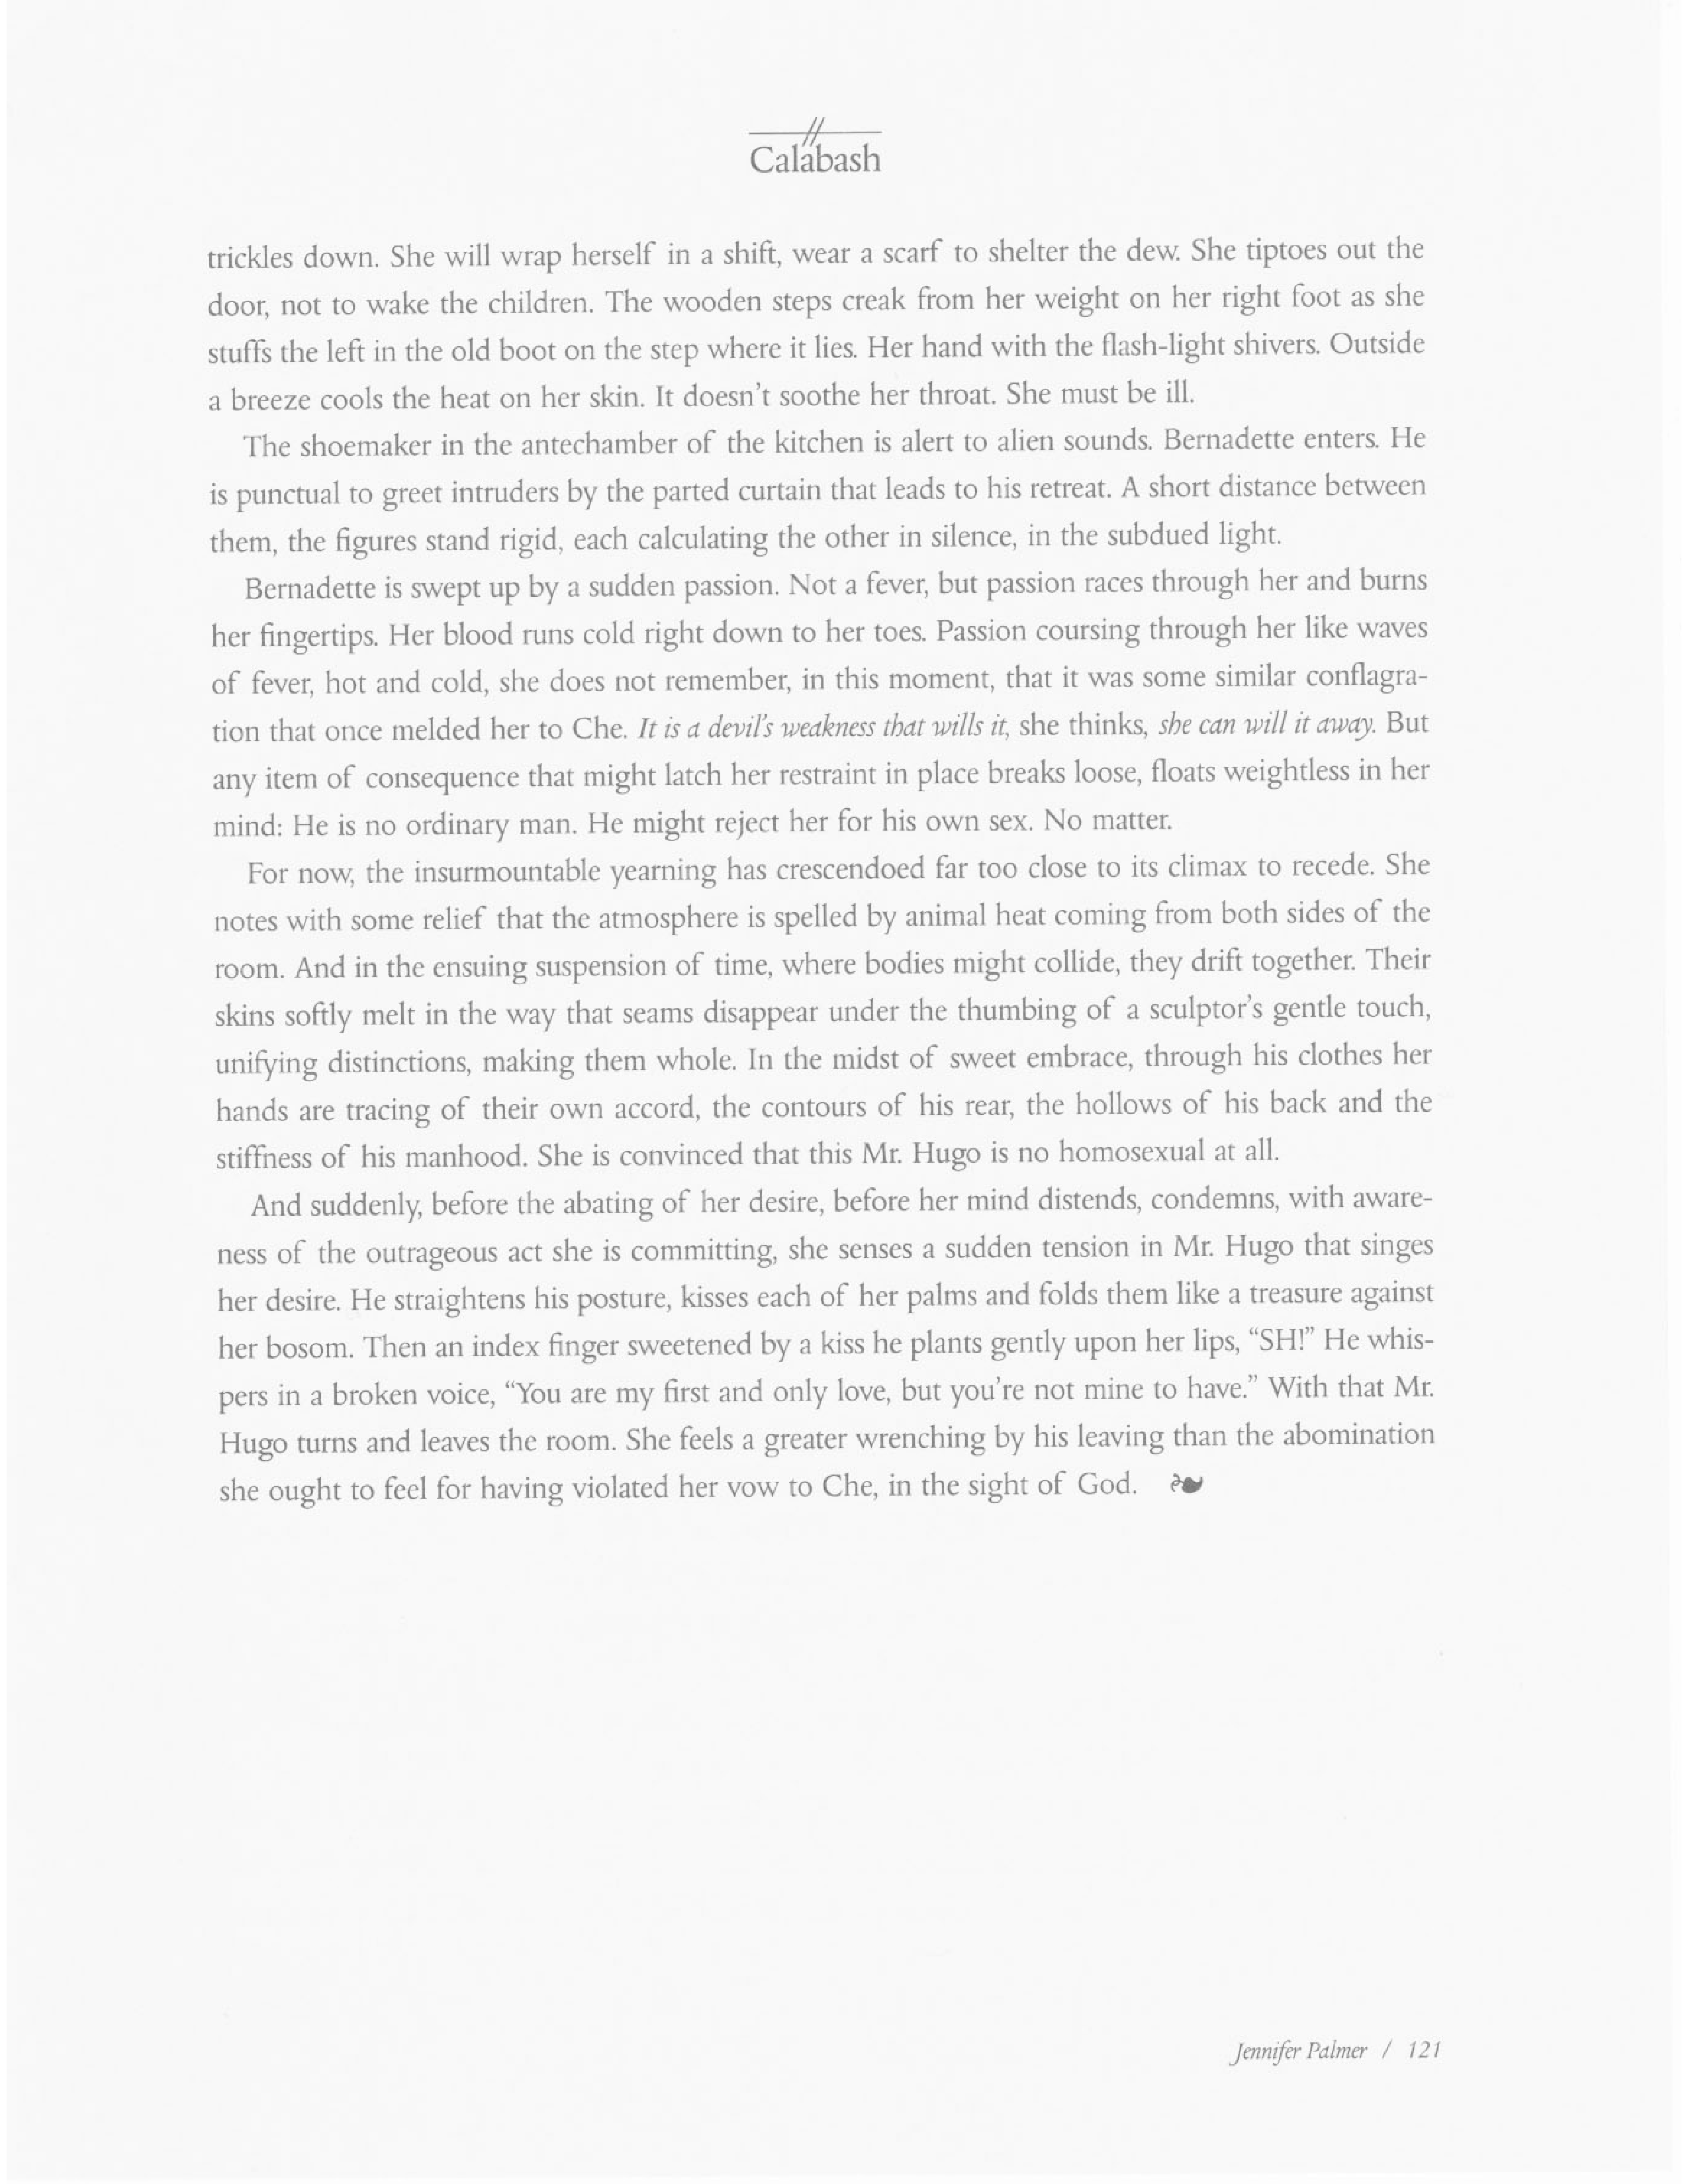 Calabash
trickles down. She will wrap herself in a shift, wear a scarf to shelter the dew. She tiptoes out the
door, not to wake the children. The wooden steps creak from her weight on her right foot as she
stuffs the left in the old boot on the step where it lies. Her hand with the flash-light shivers. Outside
a breeze cools the heat on her skin. It doesn't soothe her throat. She must be ill.
The shoemaker in the antechamber of the kitchen is alert to alien sounds. Bernadette enters. He
is punctual to greet intruders by the parted curtain that leads to his retreat. A short distance between
them, the figures stand rigid, each calculating the other in silence, in the subdued light.
Bernadette is swept up by a sudden passion. Not a fever, but passion races through her and burns
her fingertips. Her blood runs cold right down to her toes. Passion coursing through her like waves
of fever, hot and cold, she does not remember, in this moment, that it was some similar conflagra-
tion that once melded her to Che. It is a devil's weakness that wills it, she thinks, she can will it away. But
any item of consequence that might latch her restraint in place breaks loose, floats weightless in her
mind: He is no ordinary man. He might reject her for his own sex. No matter.
For now, the insurmountable yearning has crescendoed far too close to its climax to recede. She
notes with some relief that the atmosphere is spelled by animal heat coming from both sides of the
room. And in the ensuing suspension of time, where bodies might collide, they drift together. Their
skins softly melt in the way that seams disappear under the thumbing of a sculptor's gentle touch,
unifying distinctions, making them whole. In the midst of sweet embrace, through his clothes her
hands are tracing of their own accord, the contours of his rear, the hollows of his back and the
stiffness of his manhood. She is convinced that this Mr. Hugo is no homosexual at all.
And suddenly, before the abating of her desire, before her mind distends, condemns, with aware-
ness of the outrageous act she is committing, she senses a sudden tension in Mr. Hugo that singes
her desire. He straightens his posture, kisses each of her palms and folds them like a treasure against
her bosom. Then an index finger sweetened by a kiss he plants gently upon her lips, “SH!” He whis-
pers in a broken voice, “You are my first and only love, but you're not mine to have.” With that Mr.
Hugo turns and leaves the room. She feels a greater wrenching by his leaving than the abomination
she ought to feel for having violated her vow to Che, in the sight of God.
Jennifer Palmer / 121